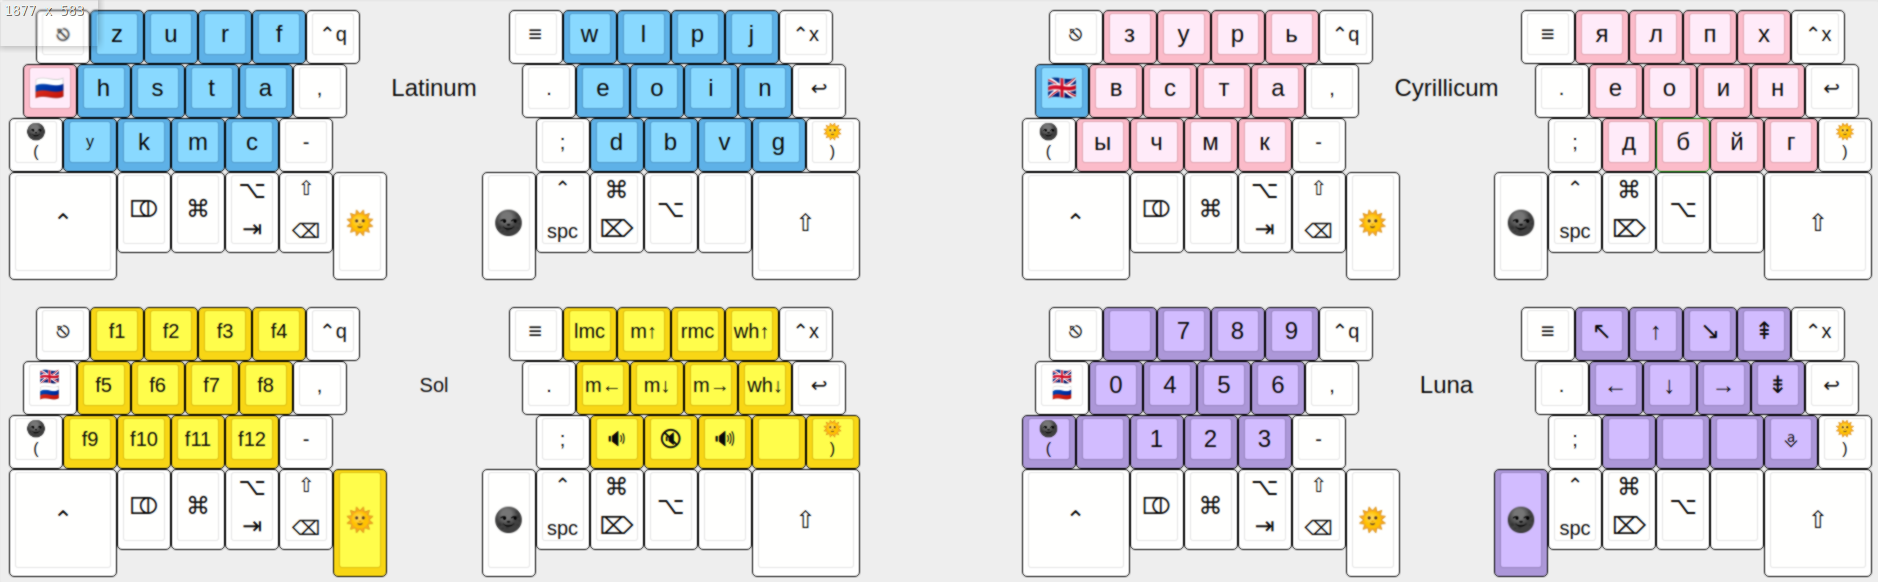 1877 x 583
⎋ z u r f ⌃q ≡ w l p j ⌃x
h s t a , Latinum . e o i n ↩
( y k m c - ; d b v g )
⌃ ⌘ ⌥ ⇥ ⇧ ⌫ ⌃ spc ⌘ ⌦ ⌥ ⇧
⎋ з у р ь ⌃q ≡ я л п х ⌃x
в с т а , Cyrillicum . е о и н ↩
( ы ч м к - ; д б й г )
⌃ ⌘ ⌥ ⇥ ⇧ ⌫ ⌃ spc ⌘ ⌦ ⌥ ⇧
⎋ f1 f2 f3 f4 ⌃q ≡ lmc m↑ rmc wh↑ ⌃x
f5 f6 f7 f8 , Sol . m← m↓ m→ wh↓ ↩
( f9 f10 f11 f12 - ; )
⌃ ⌘ ⌥ ⇥ ⇧ ⌫ ⌃ spc ⌘ ⌦ ⌥ ⇧
⎋ 7 8 9 ⌃q ≡ ↖ ↑ ↘ ⇞ ⌃x
0 4 5 6 , Luna . ← ↓ → ⇟ ↩
( 1 2 3 - ; )
⌃ ⌘ ⌥ ⇥ ⇧ ⌫ ⌃ spc ⌘ ⌦ ⌥ ⇧